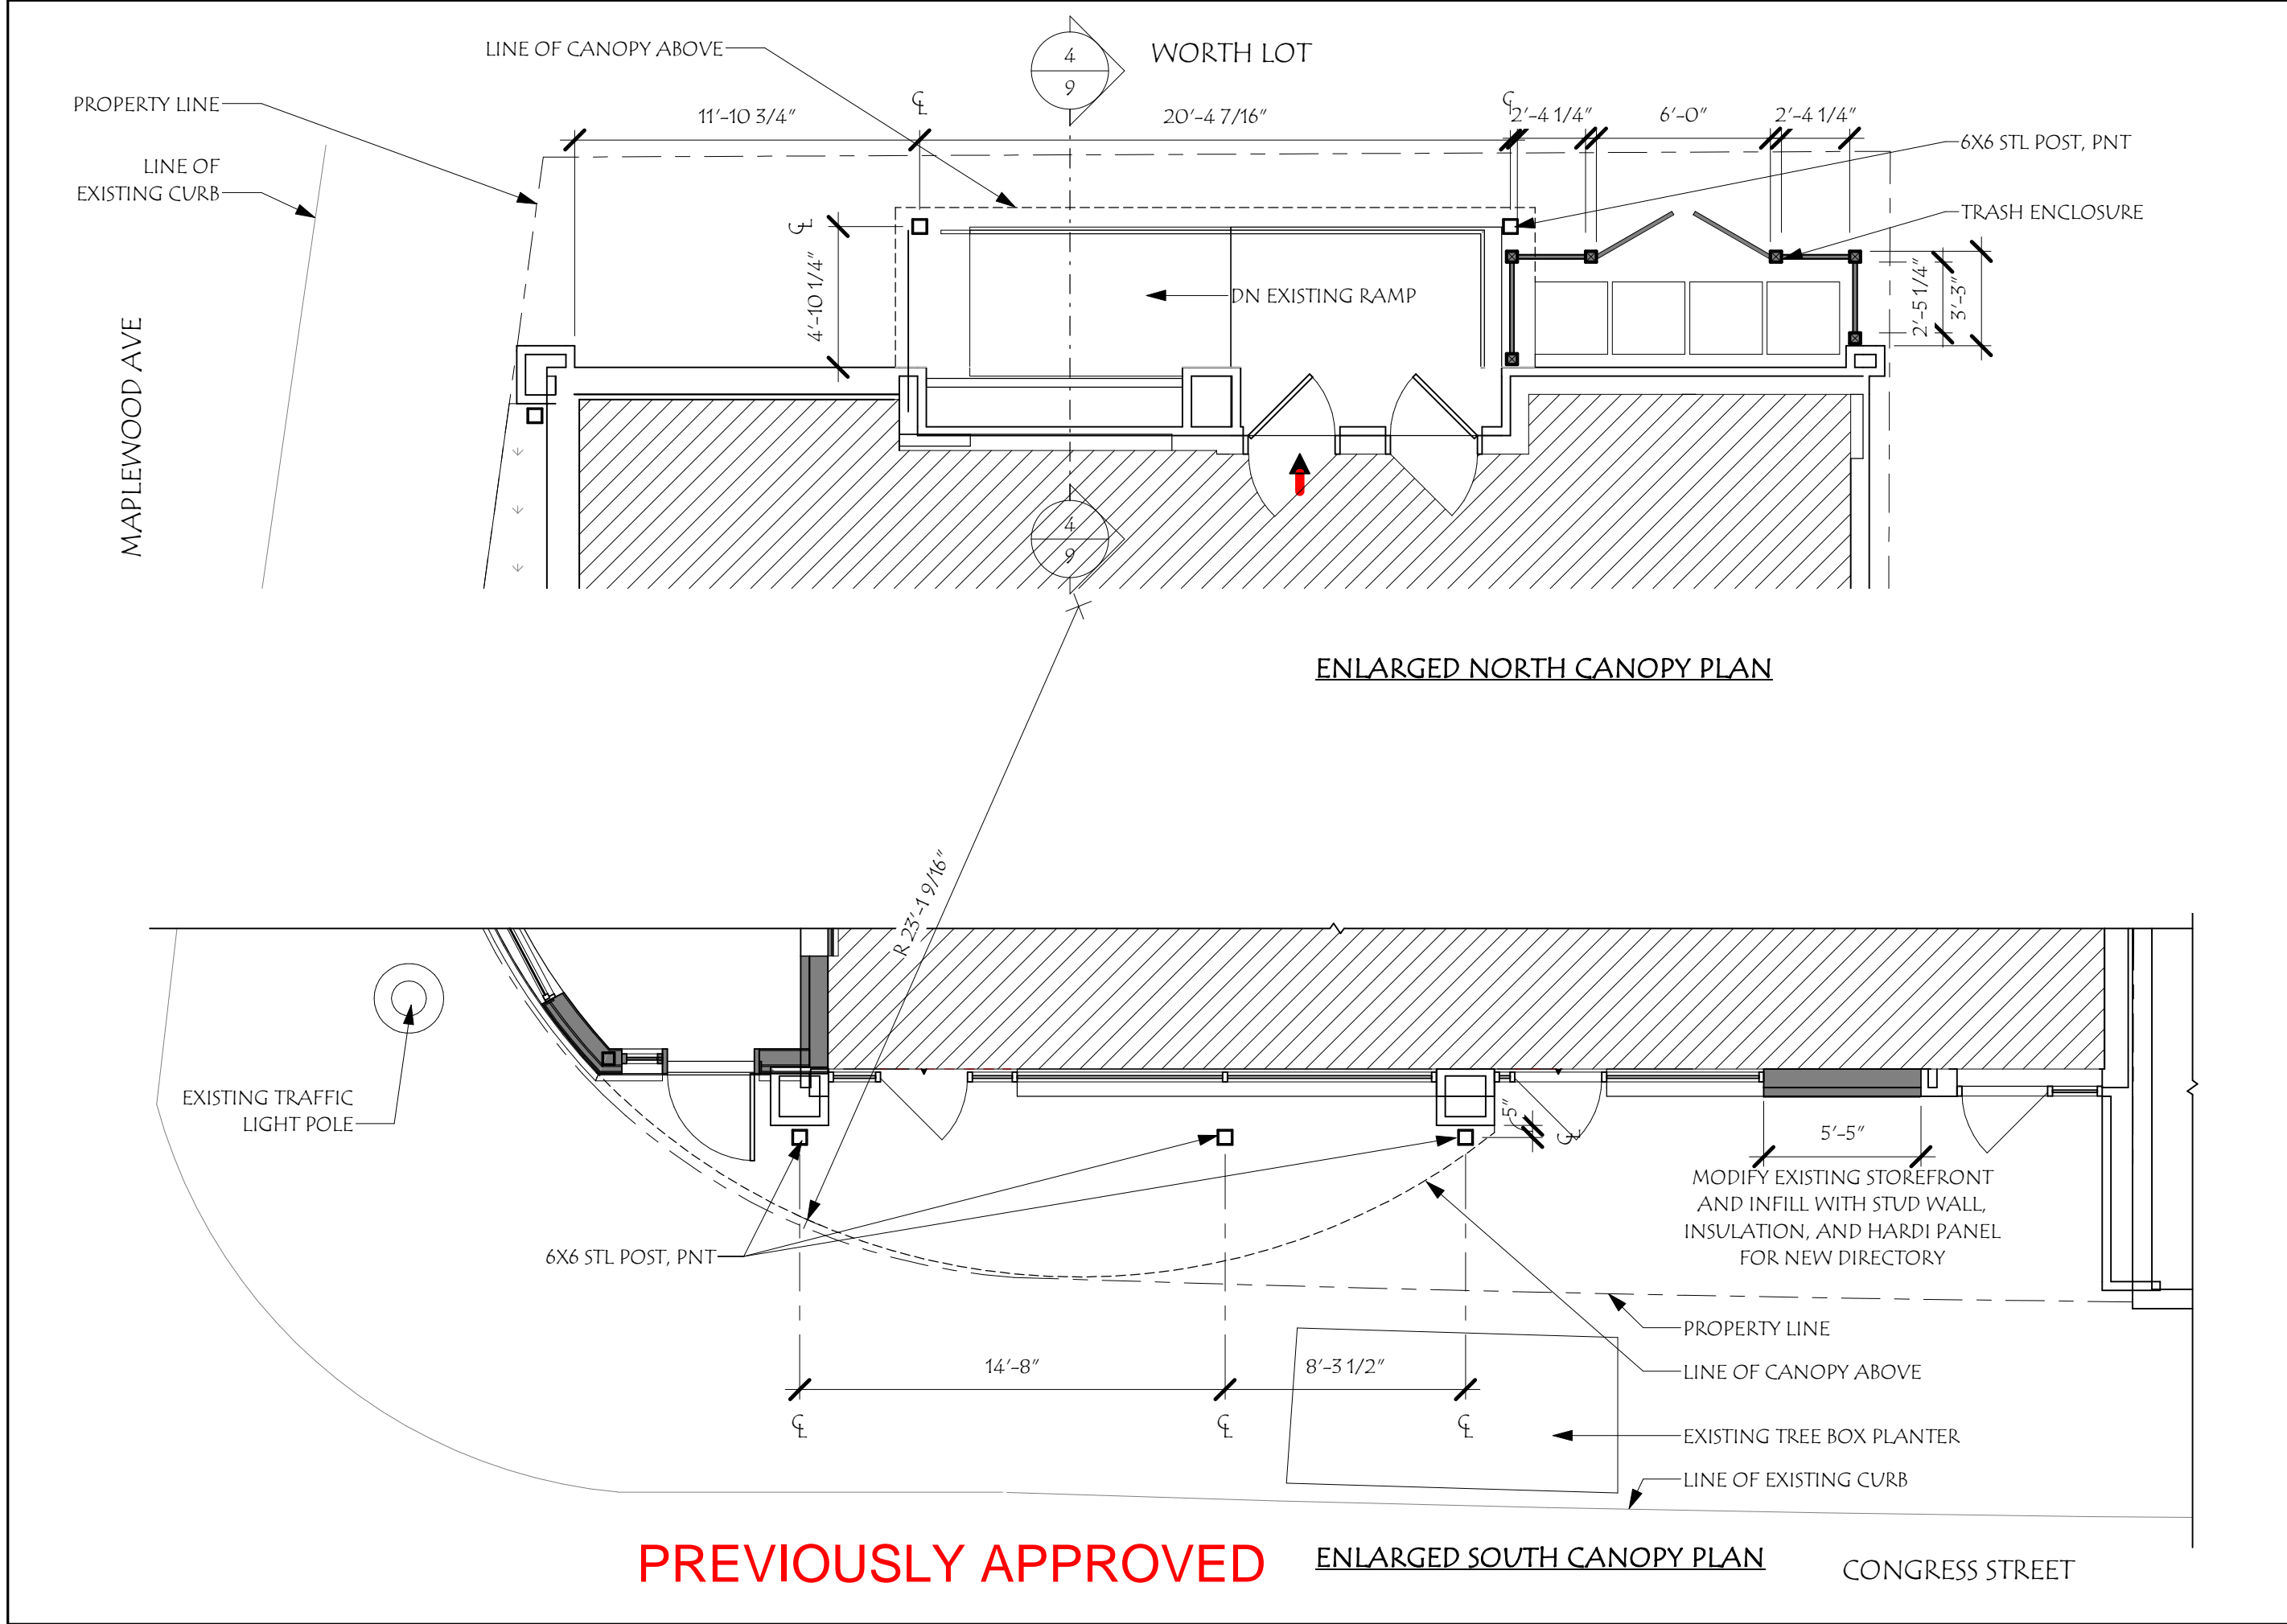 LINE OF CANOPY ABOVE
4
9
WORTH LOT
PROPERTY LINE
LINE OF
EXISTING CURB
11'-10 3/4"
℄
20'-4 7/16"
℄
2'-4 1/4"
6'-0"
2'-4 1/4"
6X6 STL POST, PNT
TRASH ENCLOSURE
℄
4'-10 1/4"
DN EXISTING RAMP
2'-5 1/4"
3'-3"
MAPLEWOOD AVE
4
9
ENLARGED NORTH CANOPY PLAN
R 23'-1 9/16"
EXISTING TRAFFIC
LIGHT POLE
5"
℄
5'-5"
MODIFY EXISTING STOREFRONT
AND INFILL WITH STUD WALL,
INSULATION, AND HARDI PANEL
FOR NEW DIRECTORY
6X6 STL POST, PNT
PROPERTY LINE
LINE OF CANOPY ABOVE
14'-8"
8'-3 1/2"
℄
℄
℄
EXISTING TREE BOX PLANTER
LINE OF EXISTING CURB
PREVIOUSLY APPROVED
ENLARGED SOUTH CANOPY PLAN
CONGRESS STREET